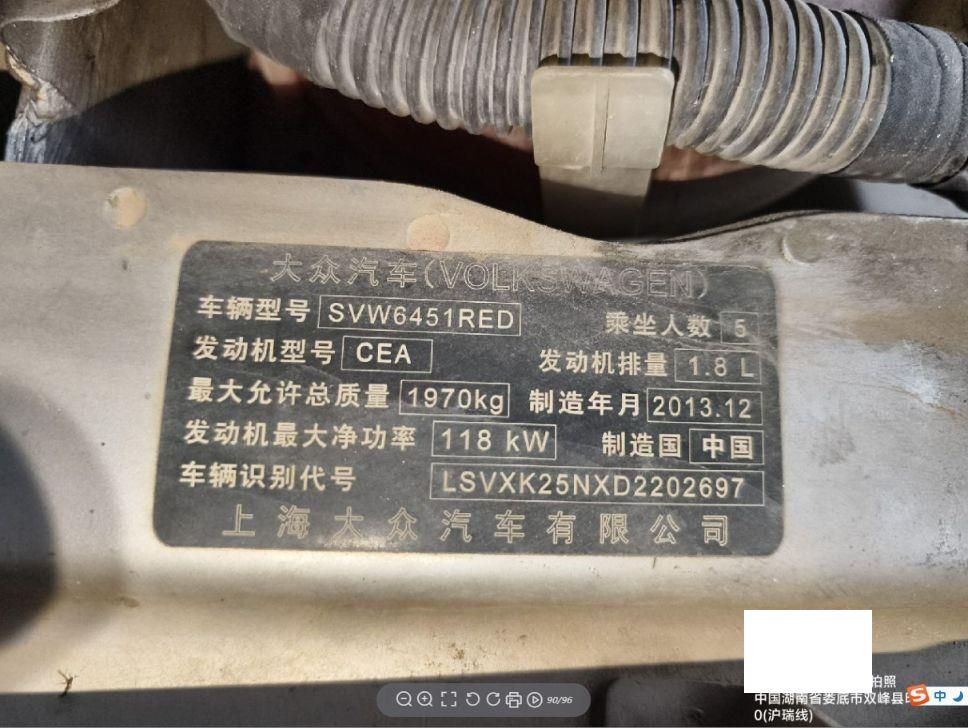 大众汽车(VOLKSWAGEN)
车辆型号 SVW6451RED 乘坐人数 5
发动机型号 CEA 发动机排量 1.8 L
最大允许总质量 1970kg 制造年月 2013.12
发动机最大净功率 118 kW 制造国 中国
车辆识别代号 LSVXK25NXD2202697
上海大众汽车有限公司
90/96
拍照
中国湖南省娄底市双峰县
中
0(沪瑞线)